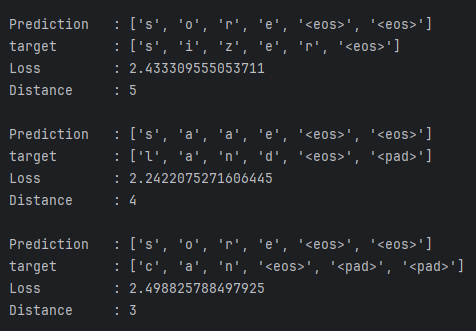 Prediction   : ['s', 'o', 'r', 'e', '<eos>', '<eos>']
target       : ['s', 'i', 'z', 'e', 'r', '<eos>']
Loss         : 2.433309555053711
Distance     : 5
Prediction   : ['s', 'a', 'a', 'e', '<eos>', '<eos>']
target       : ['l', 'a', 'n', 'd', '<eos>', '<pad>']
Loss         : 2.2422075271606445
Distance     : 4
Prediction   : ['s', 'o', 'r', 'e', '<eos>', '<eos>']
target       : ['c', 'a', 'n', '<eos>', '<pad>', '<pad>']
Loss         : 2.498825788497925
Distance     : 3